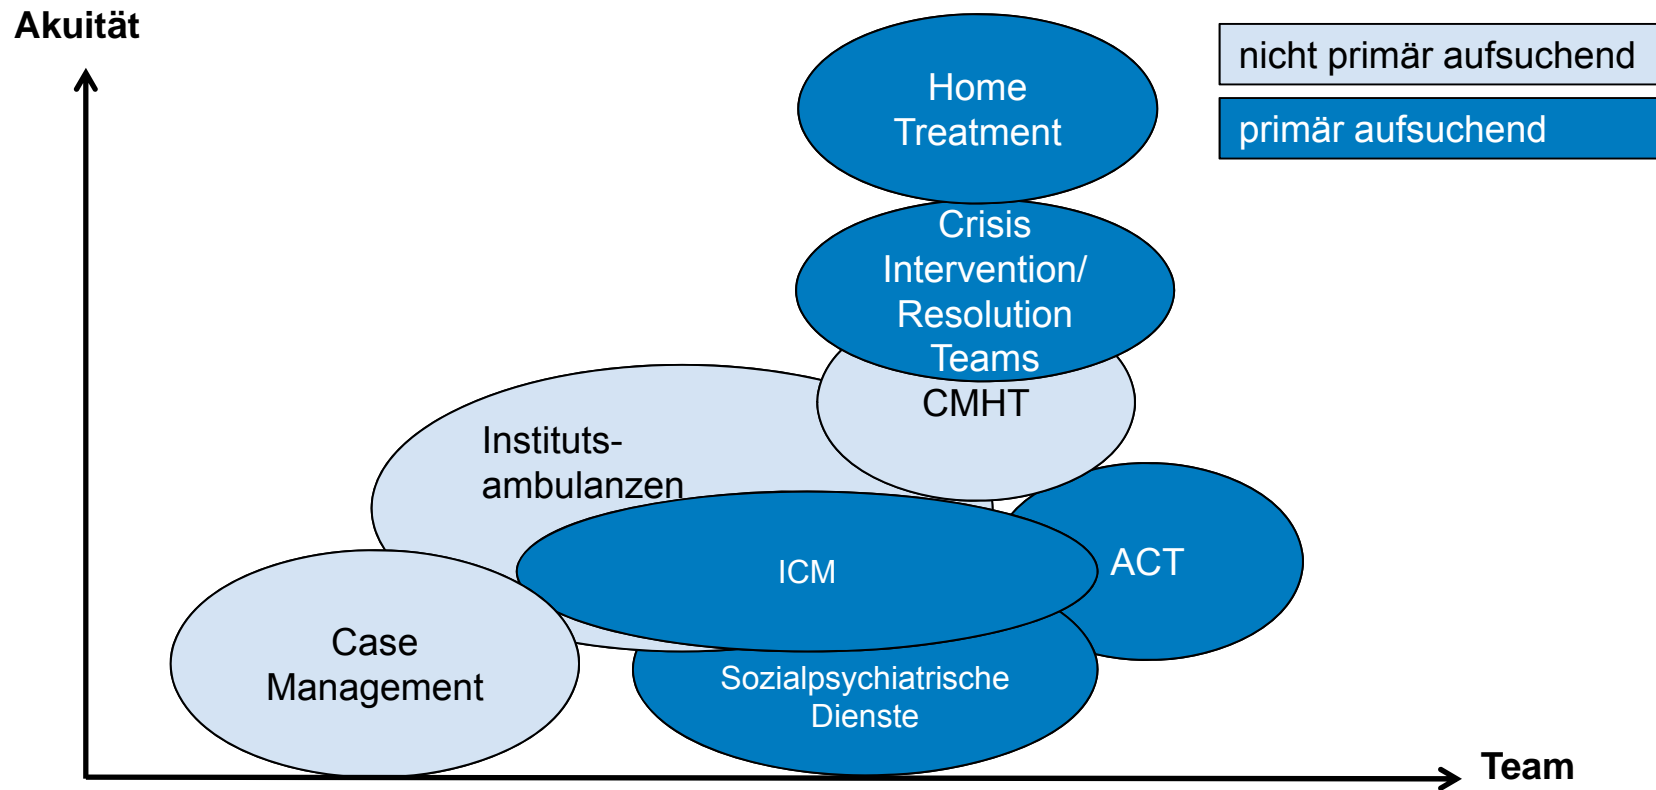 Akuität
nicht primär aufsuchend
primär aufsuchend
Home
Treatment
Crisis
Intervention/
Resolution
Teams
CMHT
Instituts-
ambulanzen
ICM
ACT
Case
Management
Sozialpsychiatrische
Dienste
Team